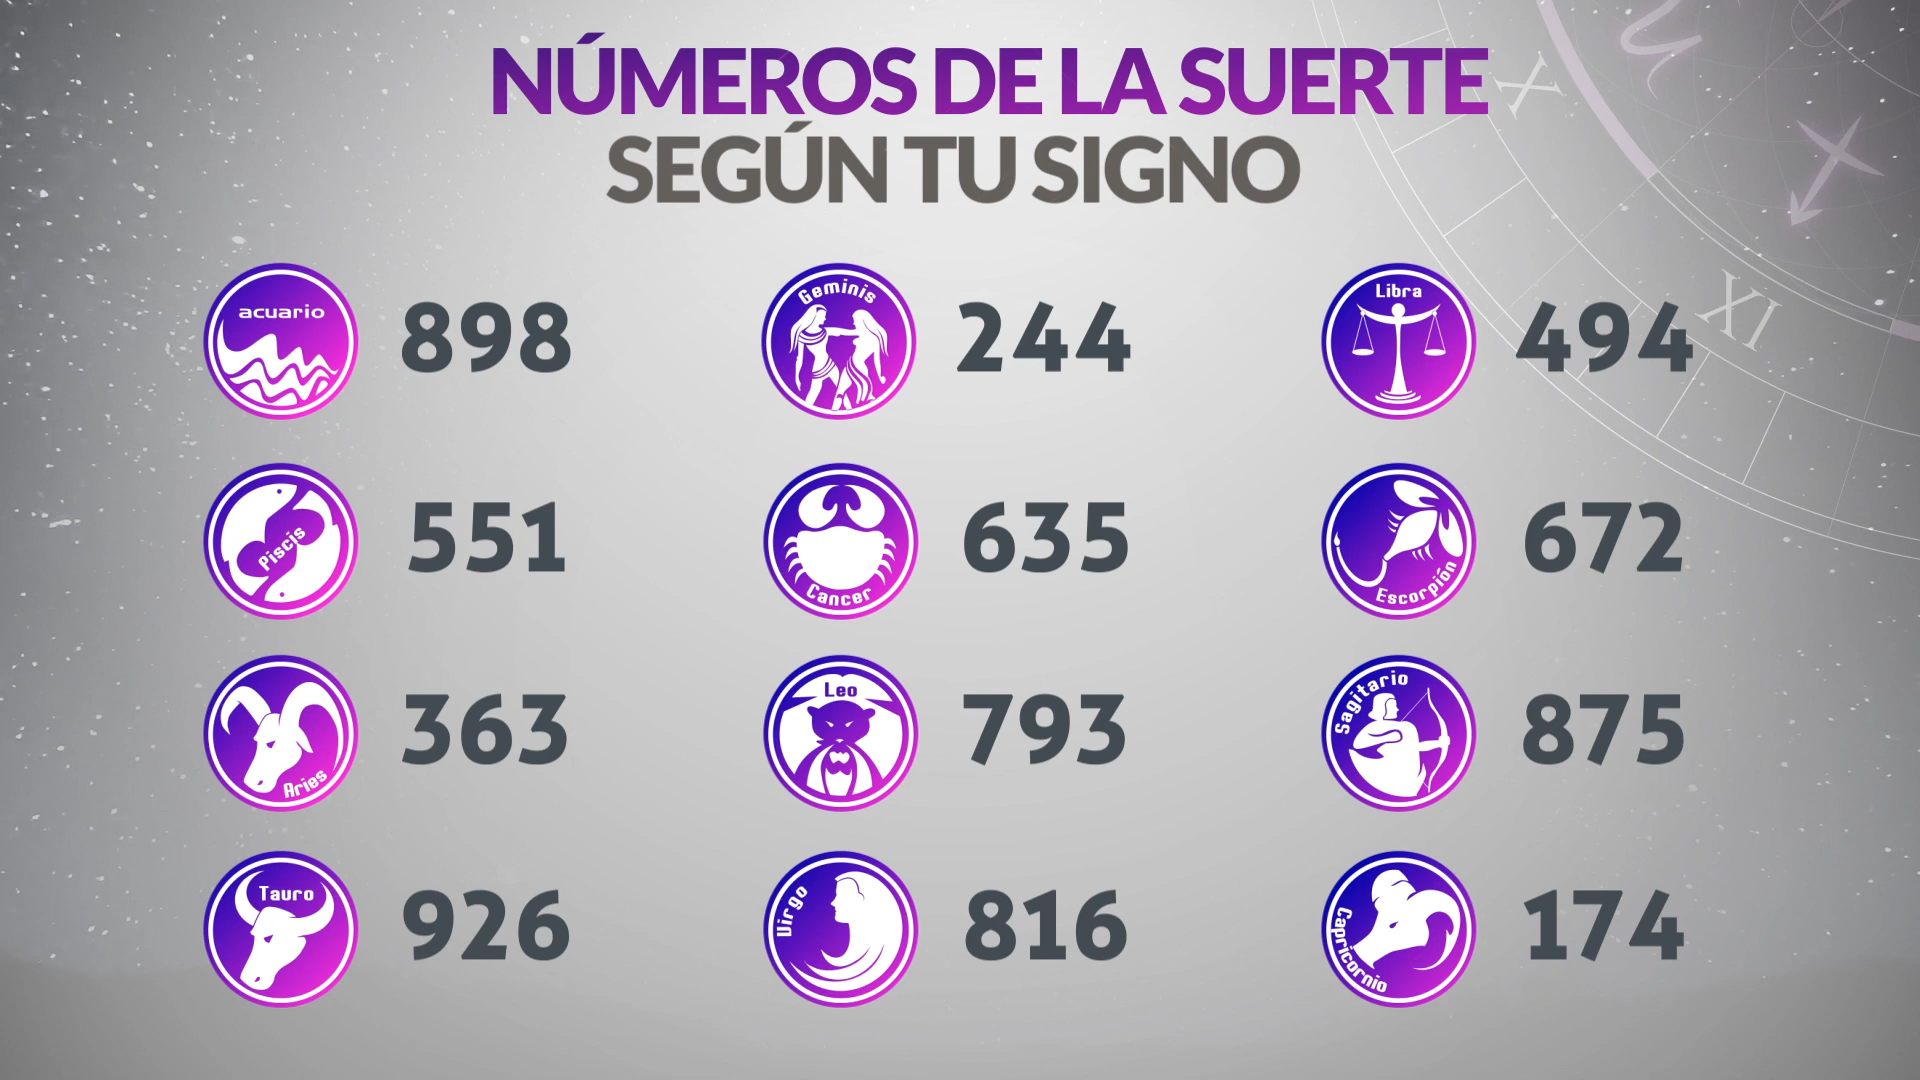 NÚMEROS DE LA SUERTE
SEGÚN TU SIGNO
acuario 898
Geminis 244
Libra 494
Piscis 551
Cancer 635
Escorpión 672
Aries 363
Leo 793
Sagitario 875
Tauro 926
Virgo 816
Capricornio 174
X
XI